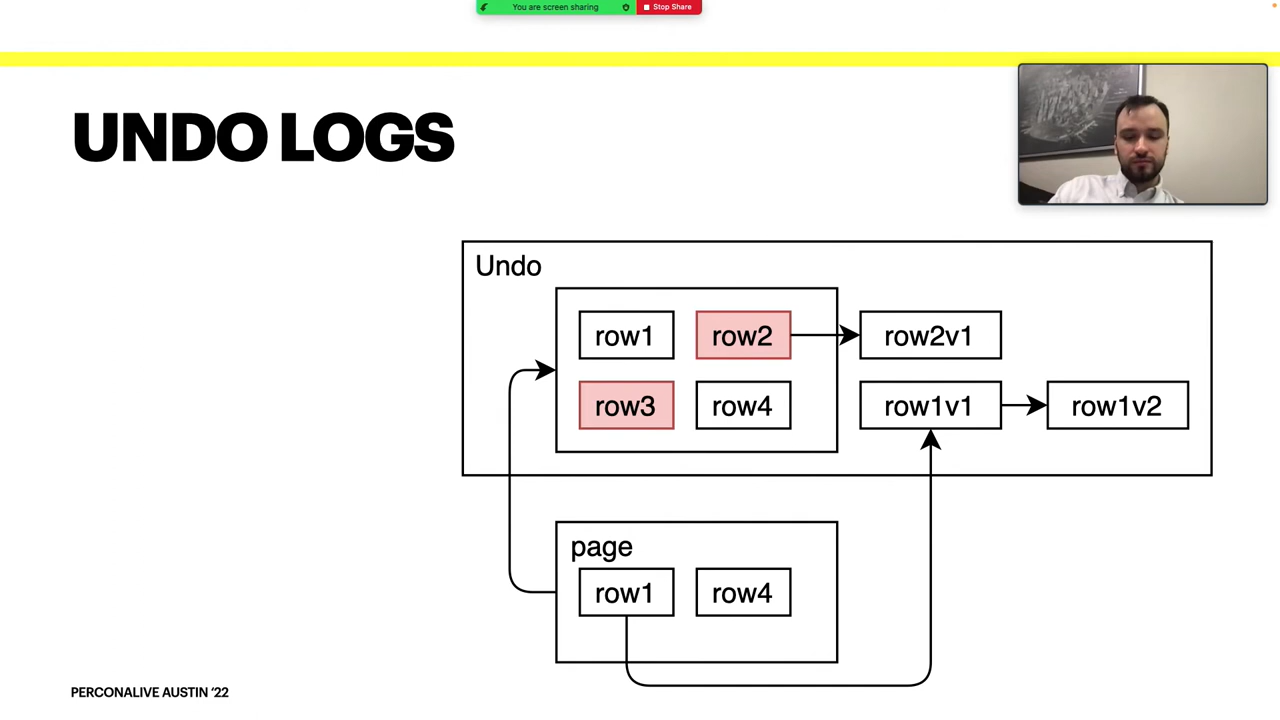 You are screen sharing
Stop Share
UNDO LOGS
Undo
row1 row2 row2v1
row3 row4 row1v1 row1v2
page
row1 row4
PERCONALIVE AUSTIN ‘22